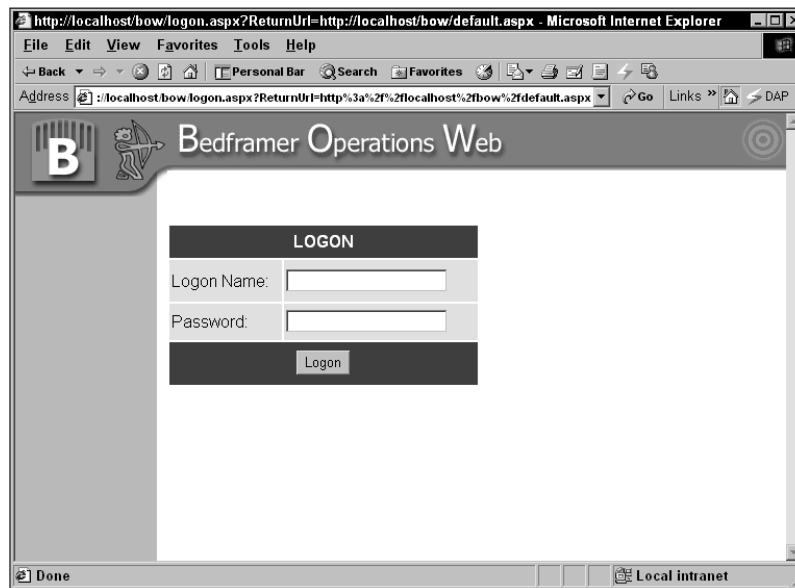 http://localhost/bow/logon.aspx?ReturnUrl=http://localhost/bow/default.aspx - Microsoft Internet Explorer
File Edit View Favorites Tools Help
Back Personal Bar Search Favorites
Address ://localhost/bow/logon.aspx?ReturnUrl=http%3a%2f%2flocalhost%2fbow%2fdefault.aspx Go Links » DAP
B Bedframer Operations Web
LOGON
Logon Name:
Password:
Logon
Done Local intranet